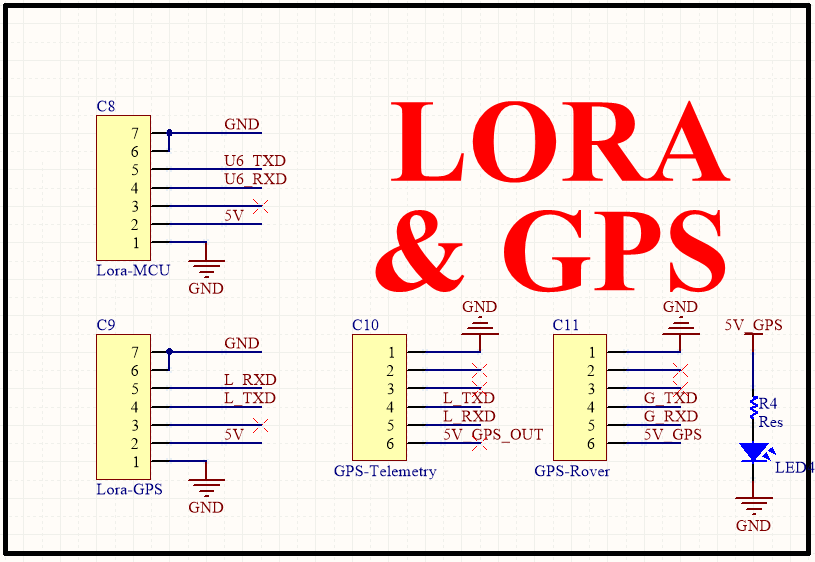 LORA
& GPS
C8
7 GND
6
5 U6_TXD
4 U6_RXD
3
2 5V
1
Lora-MCU
GND
C9
7 GND
6
5 L_RXD
4 L_TXD
3
2 5V
1
Lora-GPS
GND
GND
C10
1
2
3
4 L_TXD
5 L_RXD
6 5V_GPS_OUT
GPS-Telemetry
GND
C11
1
2
3
4 G_TXD
5 G_RXD
6 5V_GPS
GPS-Rover
5V_GPS
R4
Res
LED4
GND